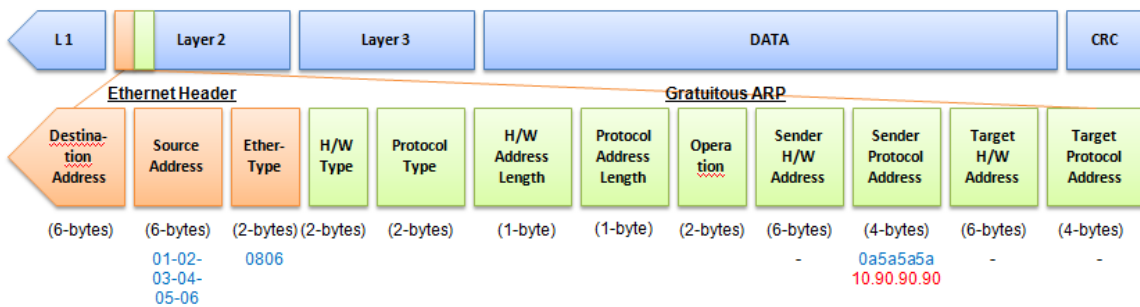 L 1 Layer 2 Layer 3 DATA CRC
Ethernet Header Gratuitous ARP
Destina-
tion
Address
Source
Address
Ether-
Type
H/W
Type
Protocol
Type
H/W
Address
Length
Protocol
Address
Length
Opera
tion
Sender
H/W
Address
Sender
Protocol
Address
Target
H/W
Address
Target
Protocol
Address
(6-bytes) (6-bytes) (2-bytes) (2-bytes) (2-bytes) (1-byte) (1-byte) (2-bytes) (6-bytes) (4-bytes) (6-bytes) (4-bytes)
01-02-
03-04-
05-06
0806
-
0a5a5a5a
10.90.90.90
-
-